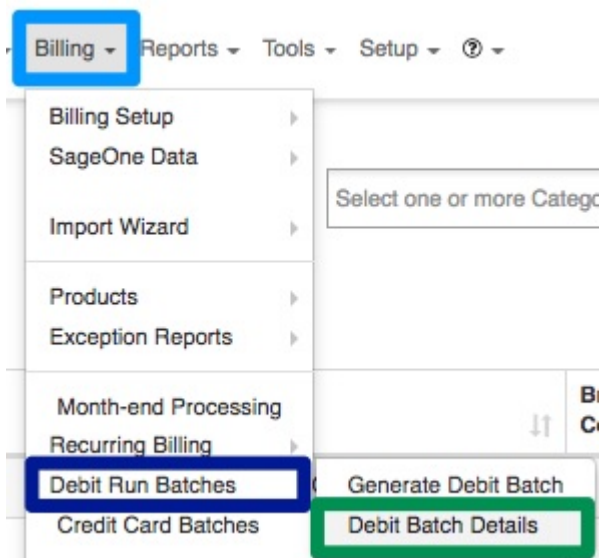 Billing Reports Tools Setup ?
Billing Setup
SageOne Data
Select one or more Catego
Import Wizard
Products
Exception Reports
Month-end Processing
Recurring Billing
Debit Run Batches Generate Debit Batch
Credit Card Batches Debit Batch Details